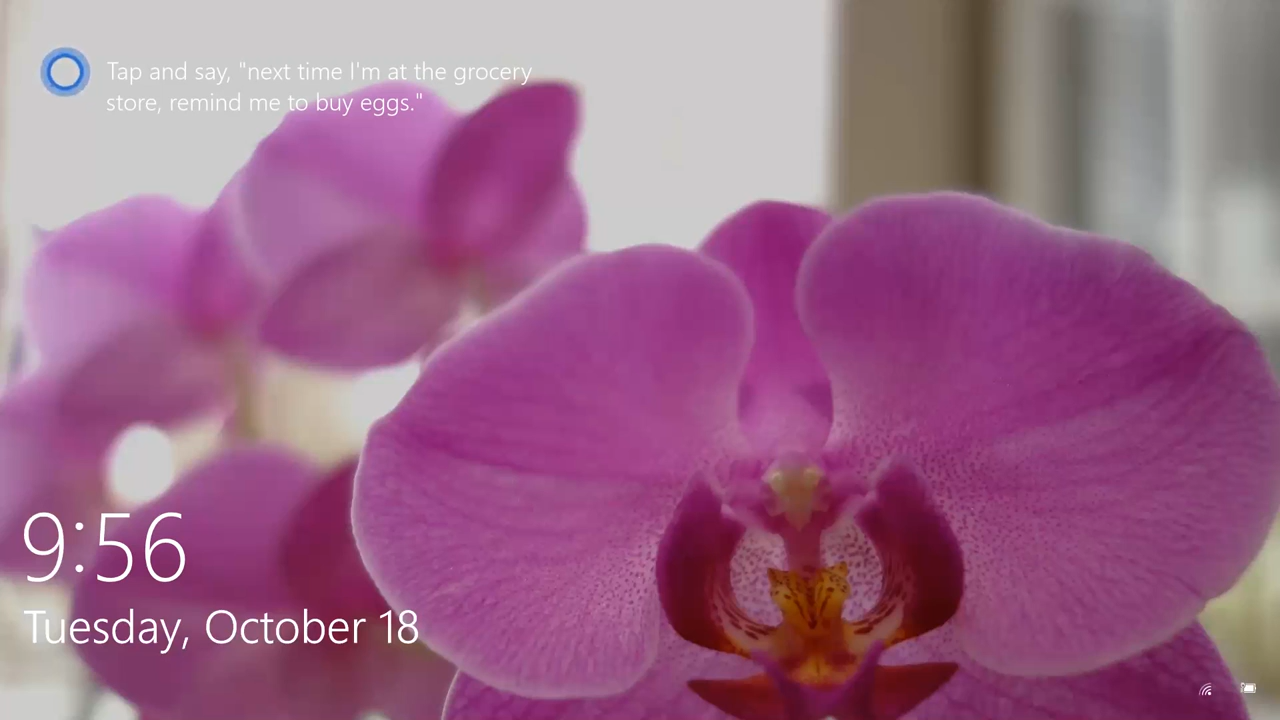 Tap and say, "next time I'm at the grocery
store, remind me to buy eggs."
9:56
Tuesday, October 18